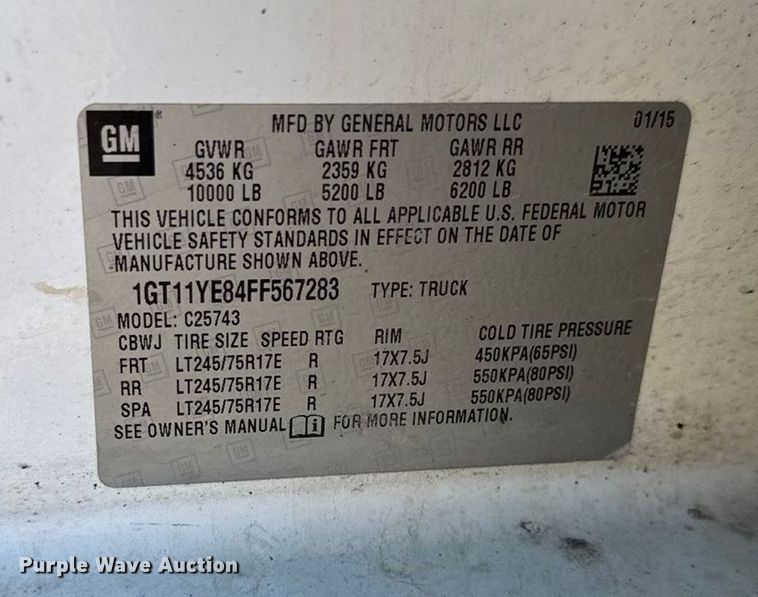 GM MFD BY GENERAL MOTORS LLC 01/15
GVWR GAWR FRT GAWR RR
4536 KG 2359 KG 2812 KG
10000 LB 5200 LB 6200 LB
THIS VEHICLE CONFORMS TO ALL APPLICABLE U.S. FEDERAL MOTOR
VEHICLE SAFETY STANDARDS IN EFFECT ON THE DATE OF
MANUFACTURE SHOWN ABOVE.
1GT11YE84FF567283 TYPE: TRUCK
MODEL: C25743
CBWJ TIRE SIZE SPEED RTG RIM COLD TIRE PRESSURE
FRT LT245/75R17E R 17X7.5J 450KPA(65PSI)
RR LT245/75R17E R 17X7.5J 550KPA(80PSI)
SPA LT245/75R17E R 17X7.5J 550KPA(80PSI)
SEE OWNER'S MANUAL i FOR MORE INFORMATION.
Purple Wave Auction